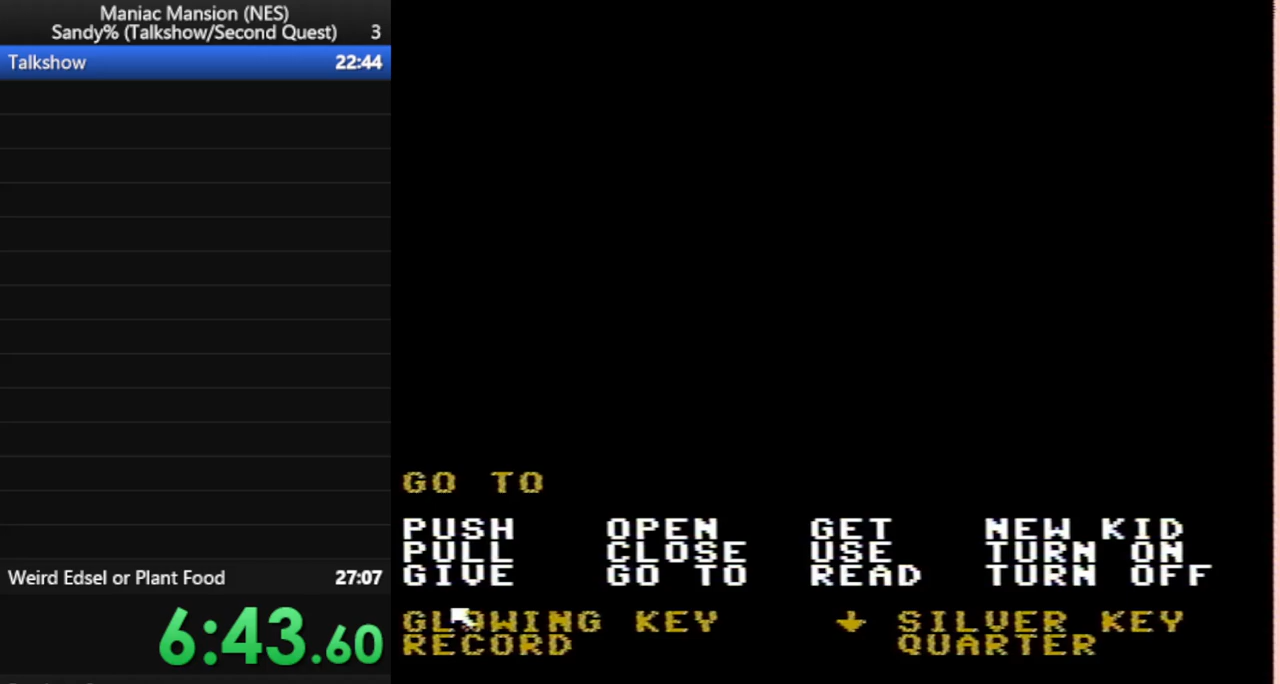 Maniac Mansion (NES)
Sandy% (Talkshow/Second Quest) 3
Talkshow 22:44
Weird Edsel or Plant Food 27:07
6:43.60
GO TO
PUSH OPEN GET NEW KID
PULL CLOSE USE TURN ON
GIVE GO TO READ TURN OFF
GLOWING KEY SILVER KEY
RECORD QUARTER